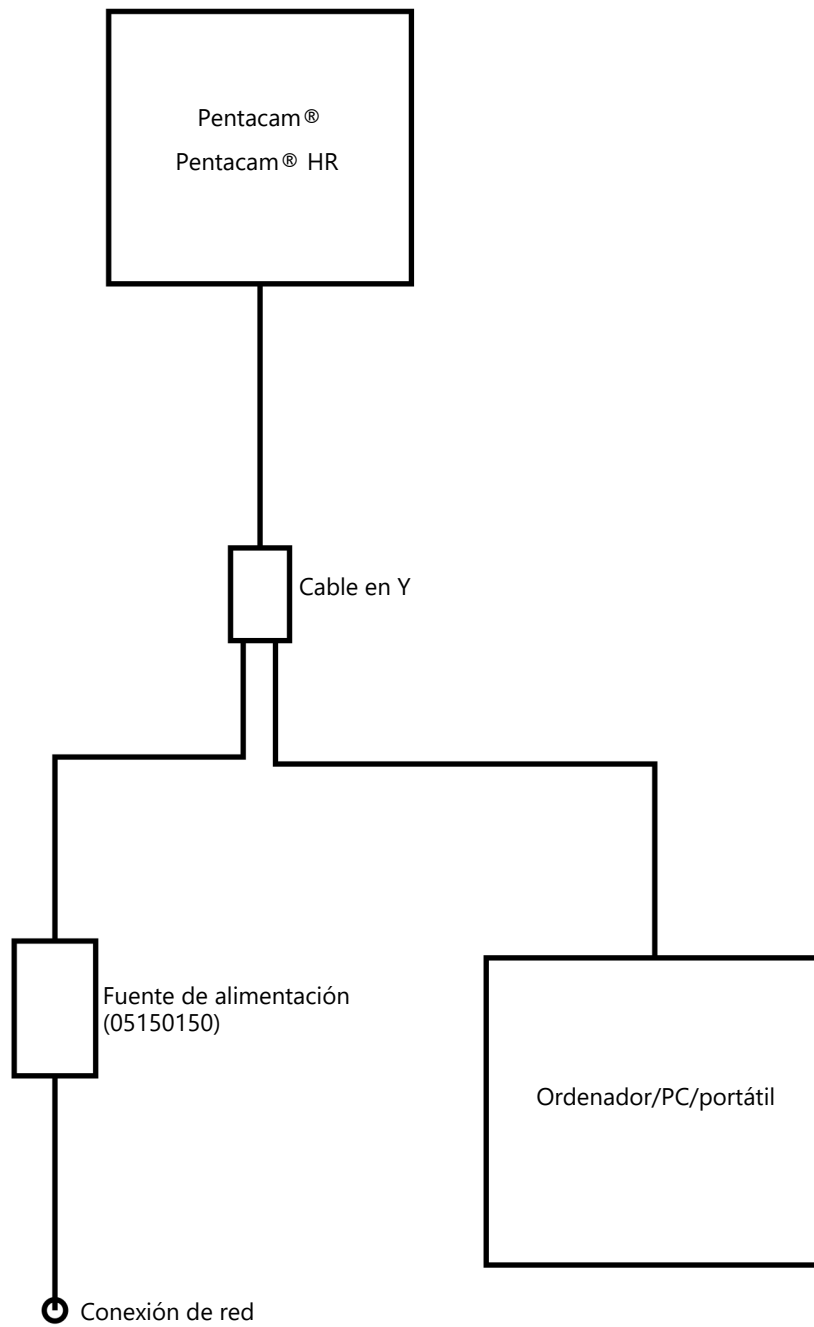 Pentacam®
Pentacam® HR
Cable en Y
Fuente de alimentación
(05150150)
Ordenador/PC/portátil
Conexión de red